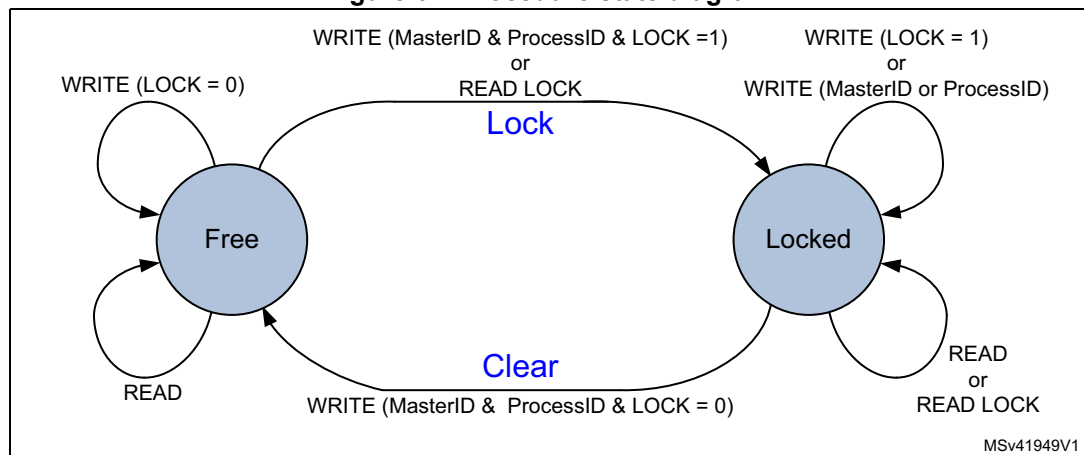 WRITE (MasterID & ProcessID & LOCK =1)
or
READ LOCK
Lock
WRITE (LOCK = 1)
or
WRITE (MasterID or ProcessID)
WRITE (LOCK = 0)
Free
Locked
READ
Clear
WRITE (MasterID & ProcessID & LOCK = 0)
READ
or
READ LOCK
MSv41949V1